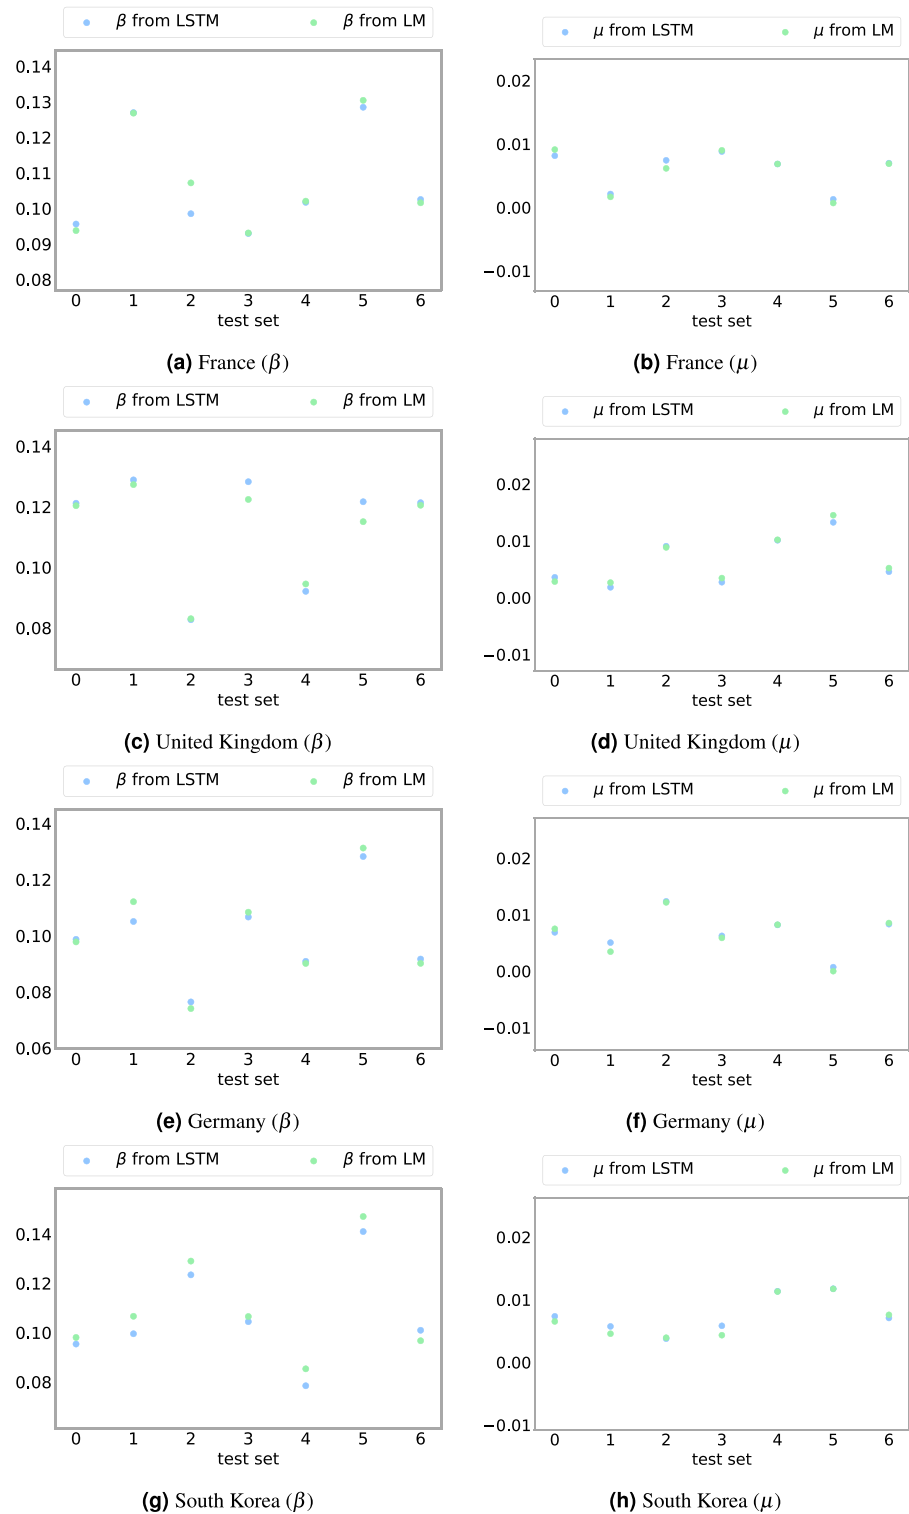 β from LSTM β from LM
0.14
0.13
0.12
0.11
0.10
0.09
0.08
0 1 2 3 4 5 6
test set
(a) France (β)
μ from LSTM μ from LM
0.02
0.01
0.00
−0.01
0 1 2 3 4 5 6
test set
(b) France (μ)
β from LSTM β from LM
0.14
0.12
0.10
0.08
0 1 2 3 4 5 6
test set
(c) United Kingdom (β)
μ from LSTM μ from LM
0.02
0.01
0.00
−0.01
0 1 2 3 4 5 6
test set
(d) United Kingdom (μ)
β from LSTM β from LM
0.14
0.12
0.10
0.08
0.06
0 1 2 3 4 5 6
test set
(e) Germany (β)
μ from LSTM μ from LM
0.02
0.01
0.00
−0.01
0 1 2 3 4 5 6
test set
(f) Germany (μ)
β from LSTM β from LM
0.14
0.12
0.10
0.08
0 1 2 3 4 5 6
test set
(g) South Korea (β)
μ from LSTM μ from LM
0.02
0.01
0.00
−0.01
0 1 2 3 4 5 6
test set
(h) South Korea (μ)